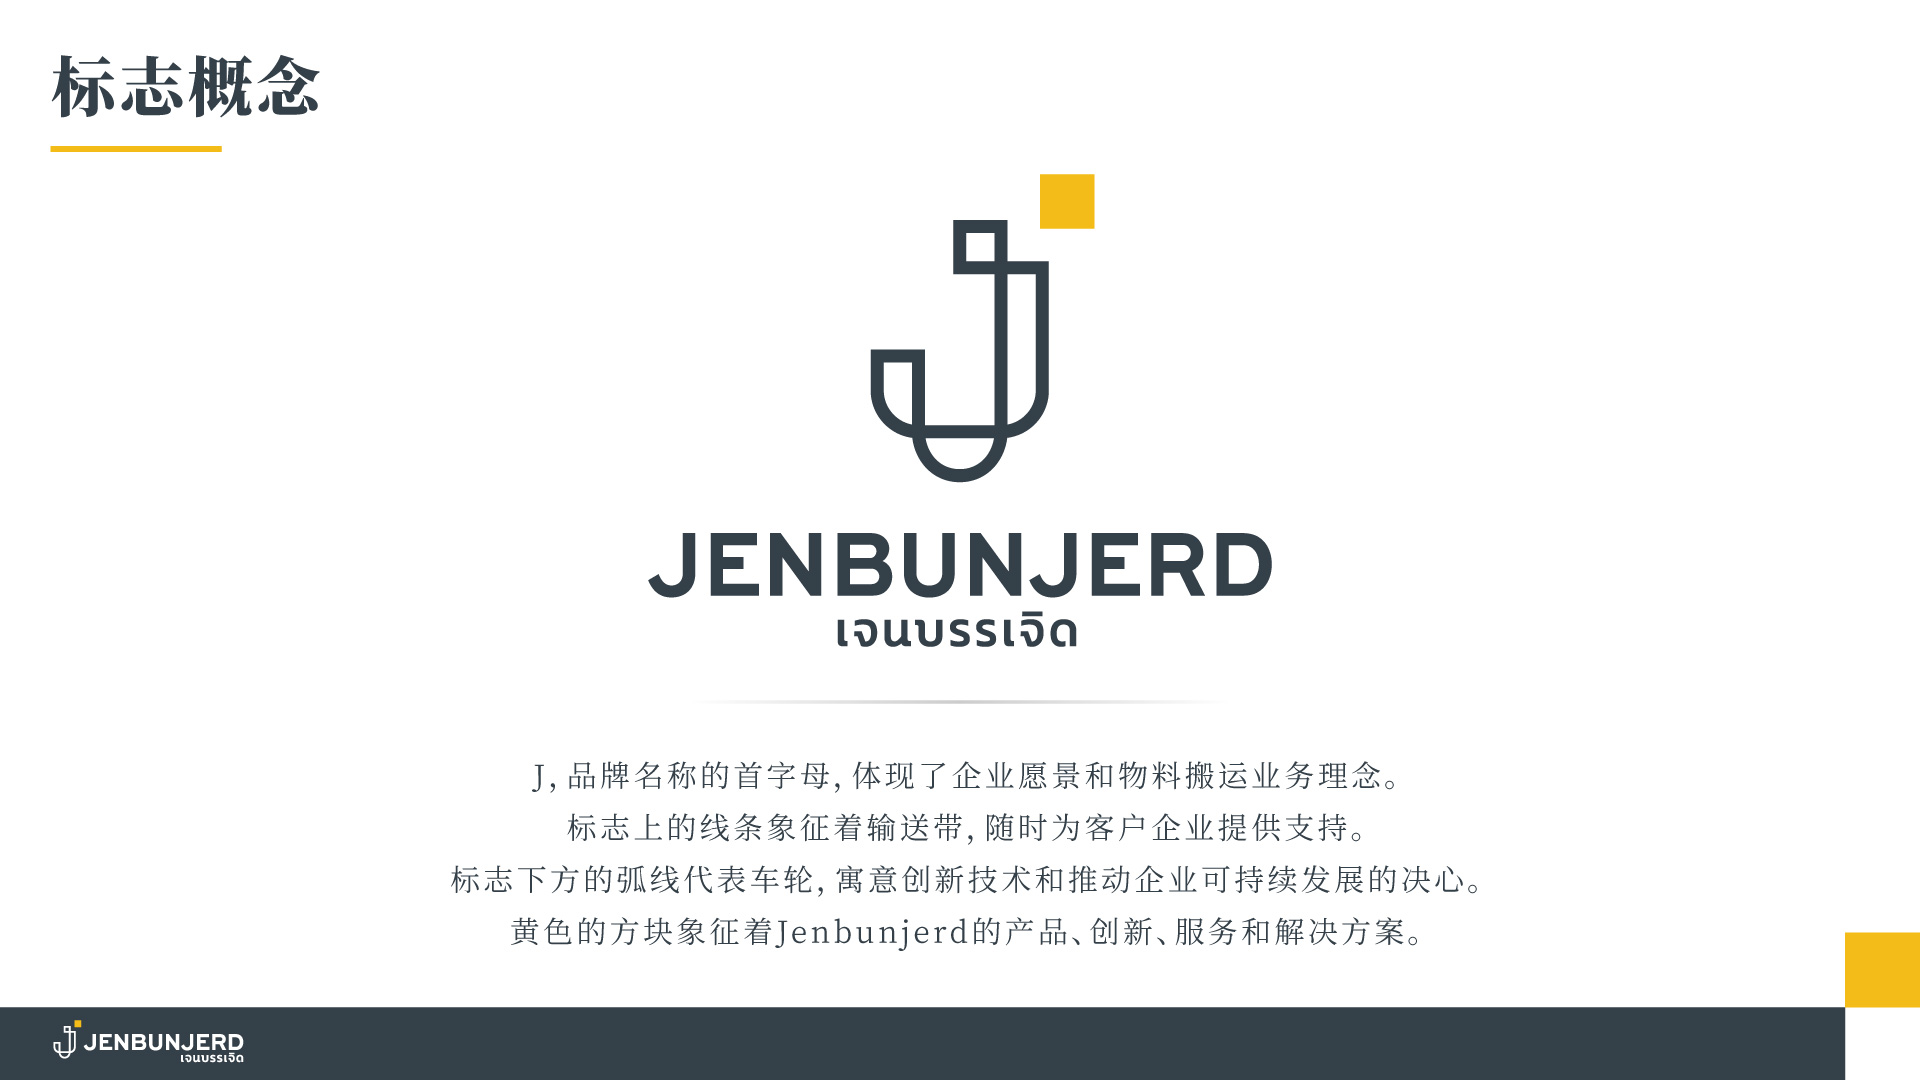 标志概念
JENBUNJERD
เจนบรรเจิด
J, 品牌名称的首字母, 体现了企业愿景和物料搬运业务理念。
标志上的线条象征着输送带, 随时为客户企业提供支持。
标志下方的弧线代表车轮, 寓意创新技术和推动企业可持续发展的决心。
黄色的方块象征着Jenbunjerd的产品、创新、服务和解决方案。
JENBUNJERD
เจนบรรเจิด